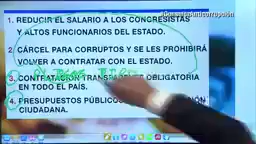 1. REDUCIR EL SALARIO A LOS CONGRESISTAS
Y ALTOS FUNCIONARIOS DEL ESTADO.
2. CÁRCEL PARA CORRUPTOS Y SE LES PROHIBIRÁ
VOLVER A CONTRATAR CON EL ESTADO.
3. CONTRATACIÓN OBLIGATORIA
EN TODO EL PAÍS.
4. PRESUPUESTOS PÚBLICOS
CIUDADANA.